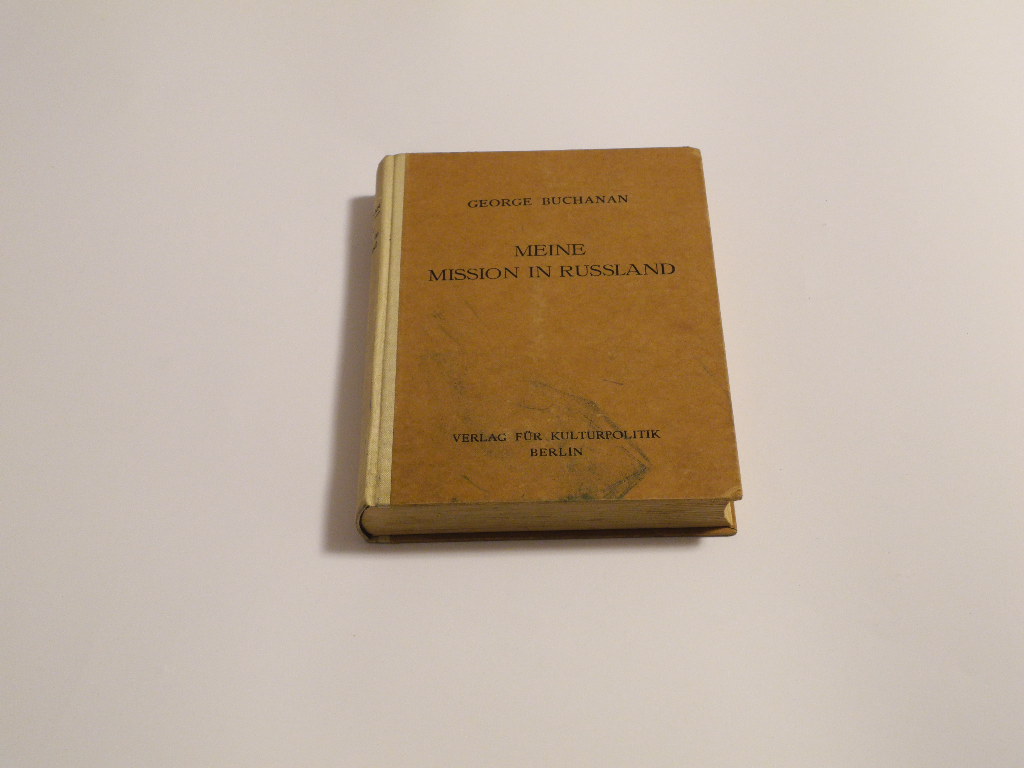 GEORGE BUCHANAN
MEINE
MISSION IN RUSSLAND
VERLAG FÜR KULTURPOLITIK
BERLIN